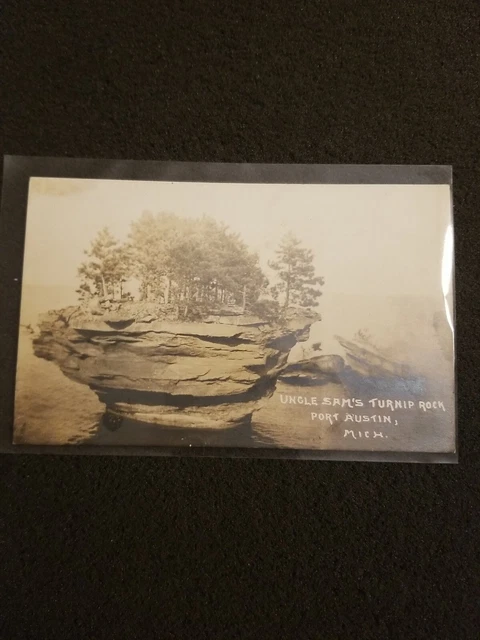 UNCLE SAM'S TURNIP ROCK
PORT AUSTIN,
MICH.